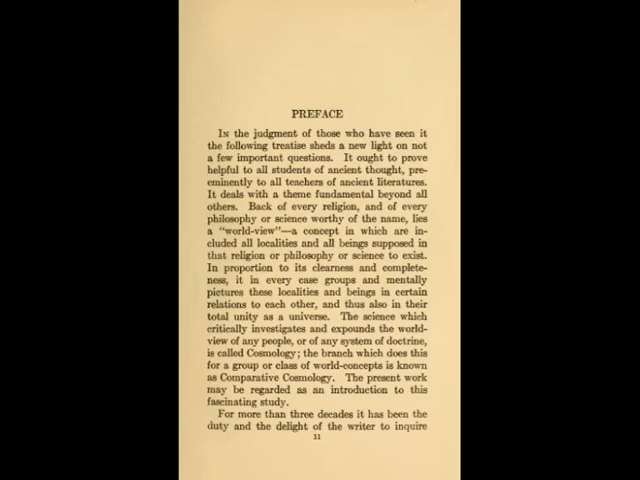 PREFACE
In the judgment of those who have seen it
the following treatise sheds a new light on not
a few important questions. It ought to prove
helpful to all students of ancient thought, pre-
eminently to all teachers of ancient literatures.
It deals with a theme fundamental beyond all
others. Back of every religion, and of every
philosophy or science worthy of the name, lies
a "world-view"—a concept in which are in-
cluded all localities and all beings supposed in
that religion or philosophy or science to exist.
In proportion to its clearness and complete-
ness, it in every case groups and mentally
pictures these localities and beings in certain
relations to each other, and thus also in their
total unity as a universe. The science which
critically investigates and expounds the world-
view of any people, or of any system of doctrine,
is called Cosmology; the branch which does this
for a group or class of world-concepts is known
as Comparative Cosmology. The present work
may be regarded as an introduction to this
fascinating study.
For more than three decades it has been the
duty and the delight of the writer to inquire
11